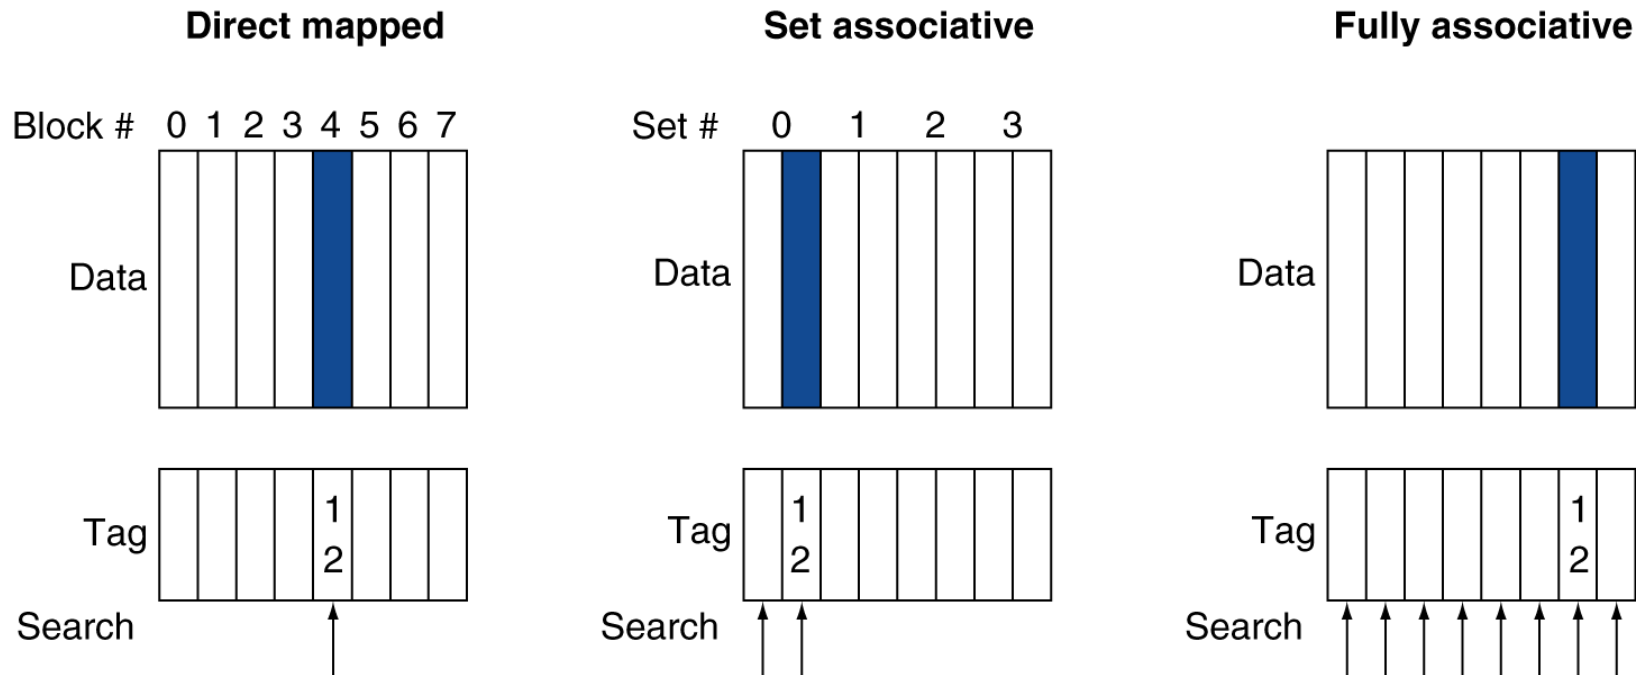 Direct mapped
Set associative
Fully associative
Block # 0 1 2 3 4 5 6 7
Set # 0 1 2 3
Data
Data
Data
Tag
1
2
Tag
1
2
Tag
1
2
Search
Search
Search